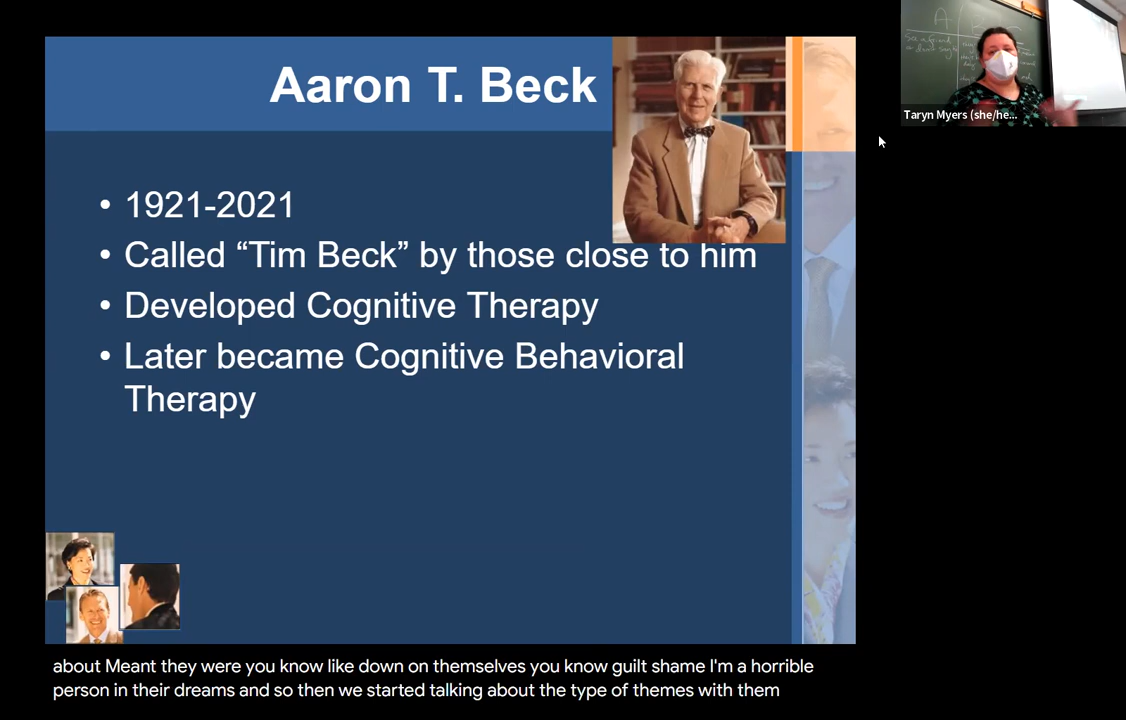 Aaron T. Beck
• 1921-2021
• Called “Tim Beck” by those close to him
• Developed Cognitive Therapy
• Later became Cognitive Behavioral
Therapy
Taryn Myers (she/he...
about Meant they were you know like down on themselves you know guilt shame I'm a horrible
person in their dreams and so then we started talking about the type of themes with them